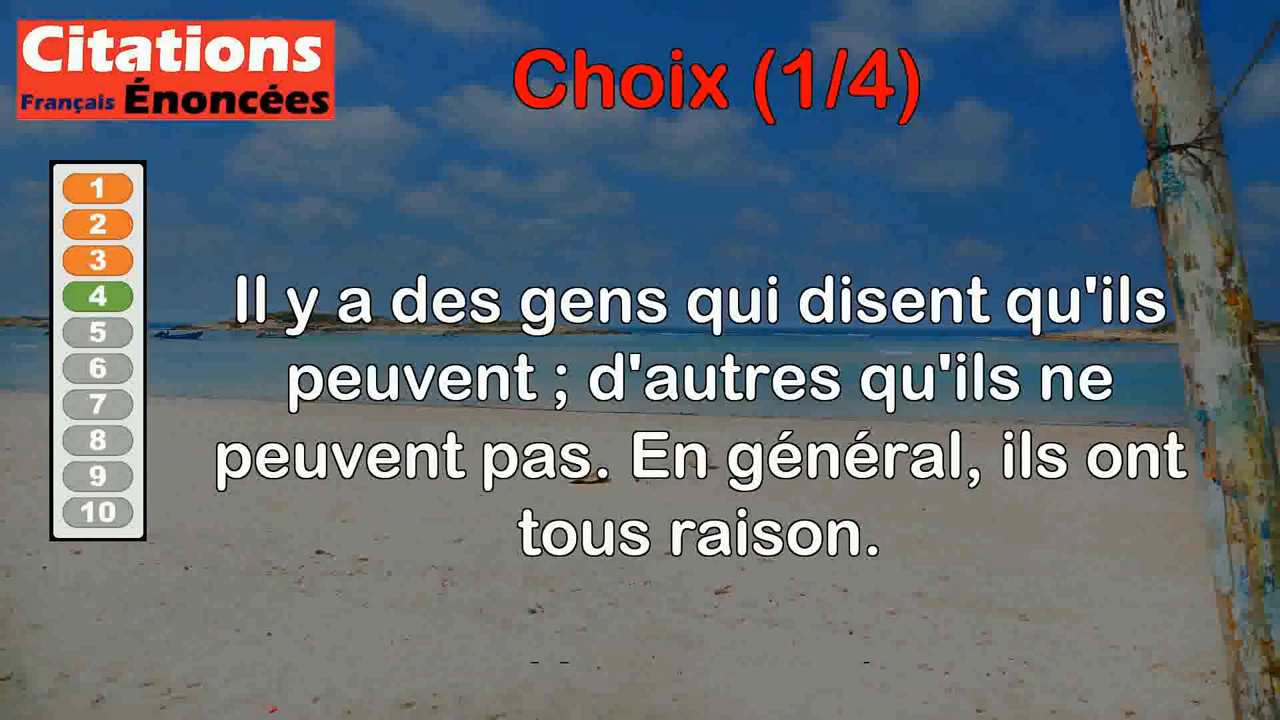 Citations
Français Énoncées
Choix (1/4)
1
2
3
4
5
6
7
8
9
10
Il y a des gens qui disent qu'ils
peuvent ; d'autres qu'ils ne
peuvent pas. En général, ils ont
tous raison.